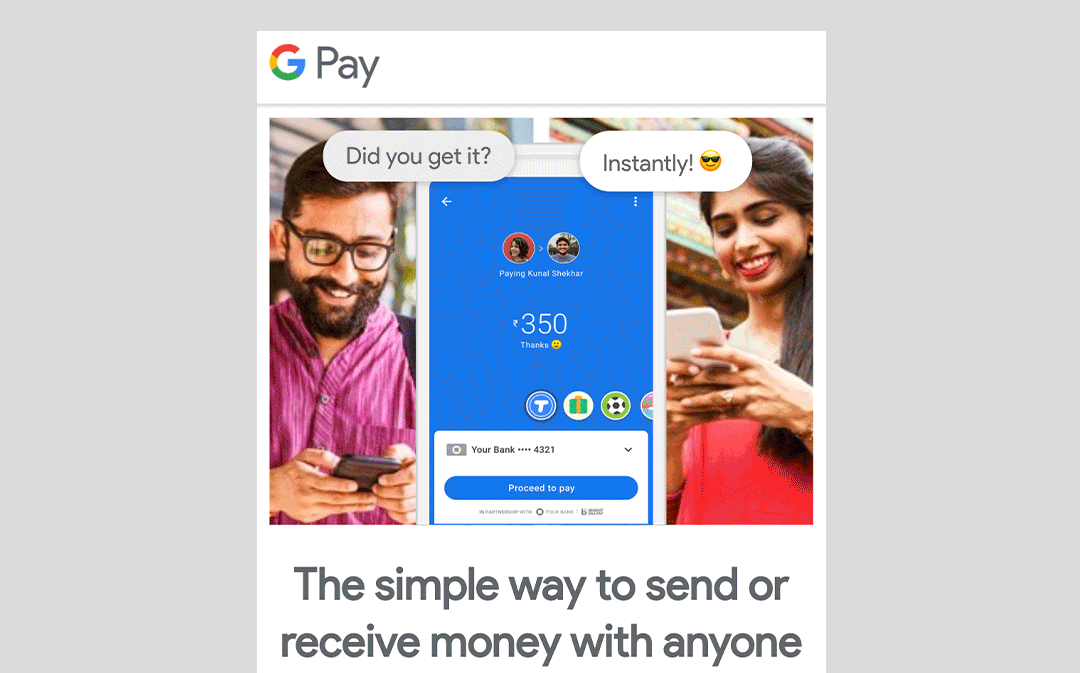 G Pay
Did you get it?
Instantly! 😎
Paying Kunal Shekhar
₹350
Thanks 🙂
Your Bank •••• 4321
Proceed to pay
IN PARTNERSHIP WITH YOUR BANK
The simple way to send or
receive money with anyone